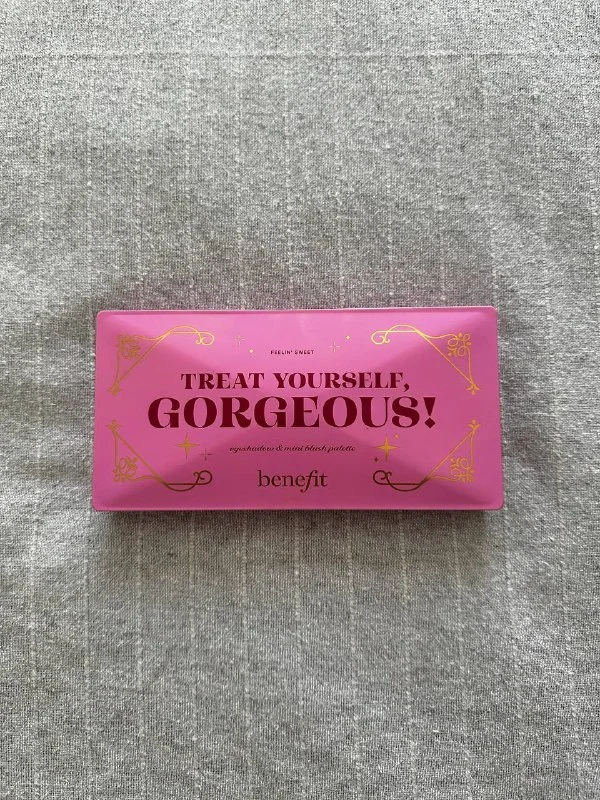 FEELIN' SWEET
TREAT YOURSELF,
GORGEOUS!
eyeshadow & mini blush palette
benefit